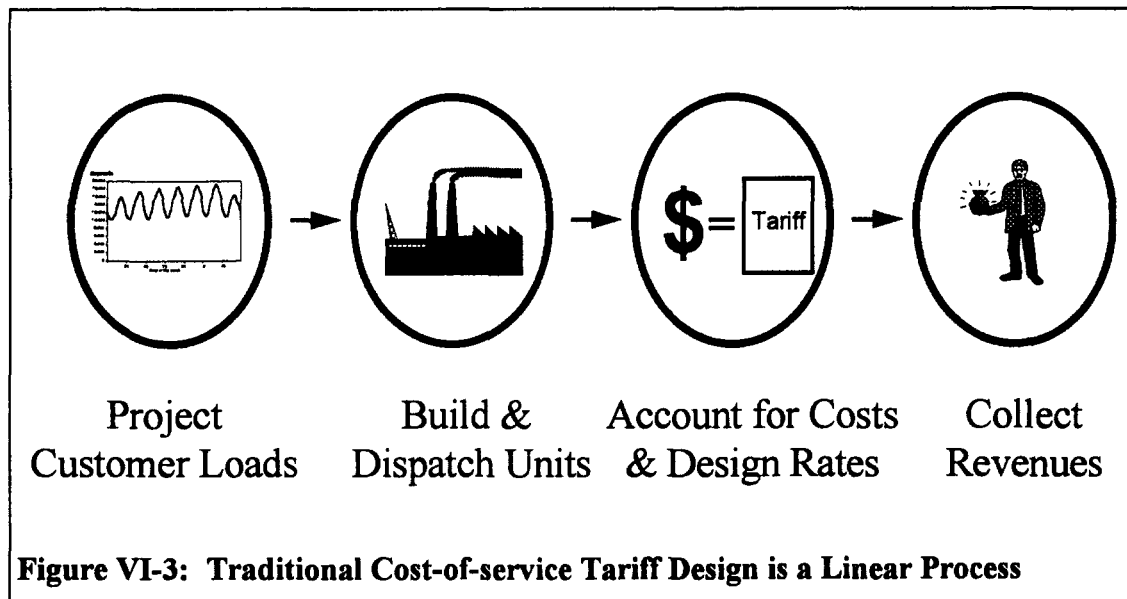 $ = Tariff
Project
Customer Loads
Build &
Dispatch Units
Account for Costs
& Design Rates
Collect
Revenues
Figure VI-3: Traditional Cost-of-service Tariff Design is a Linear Process